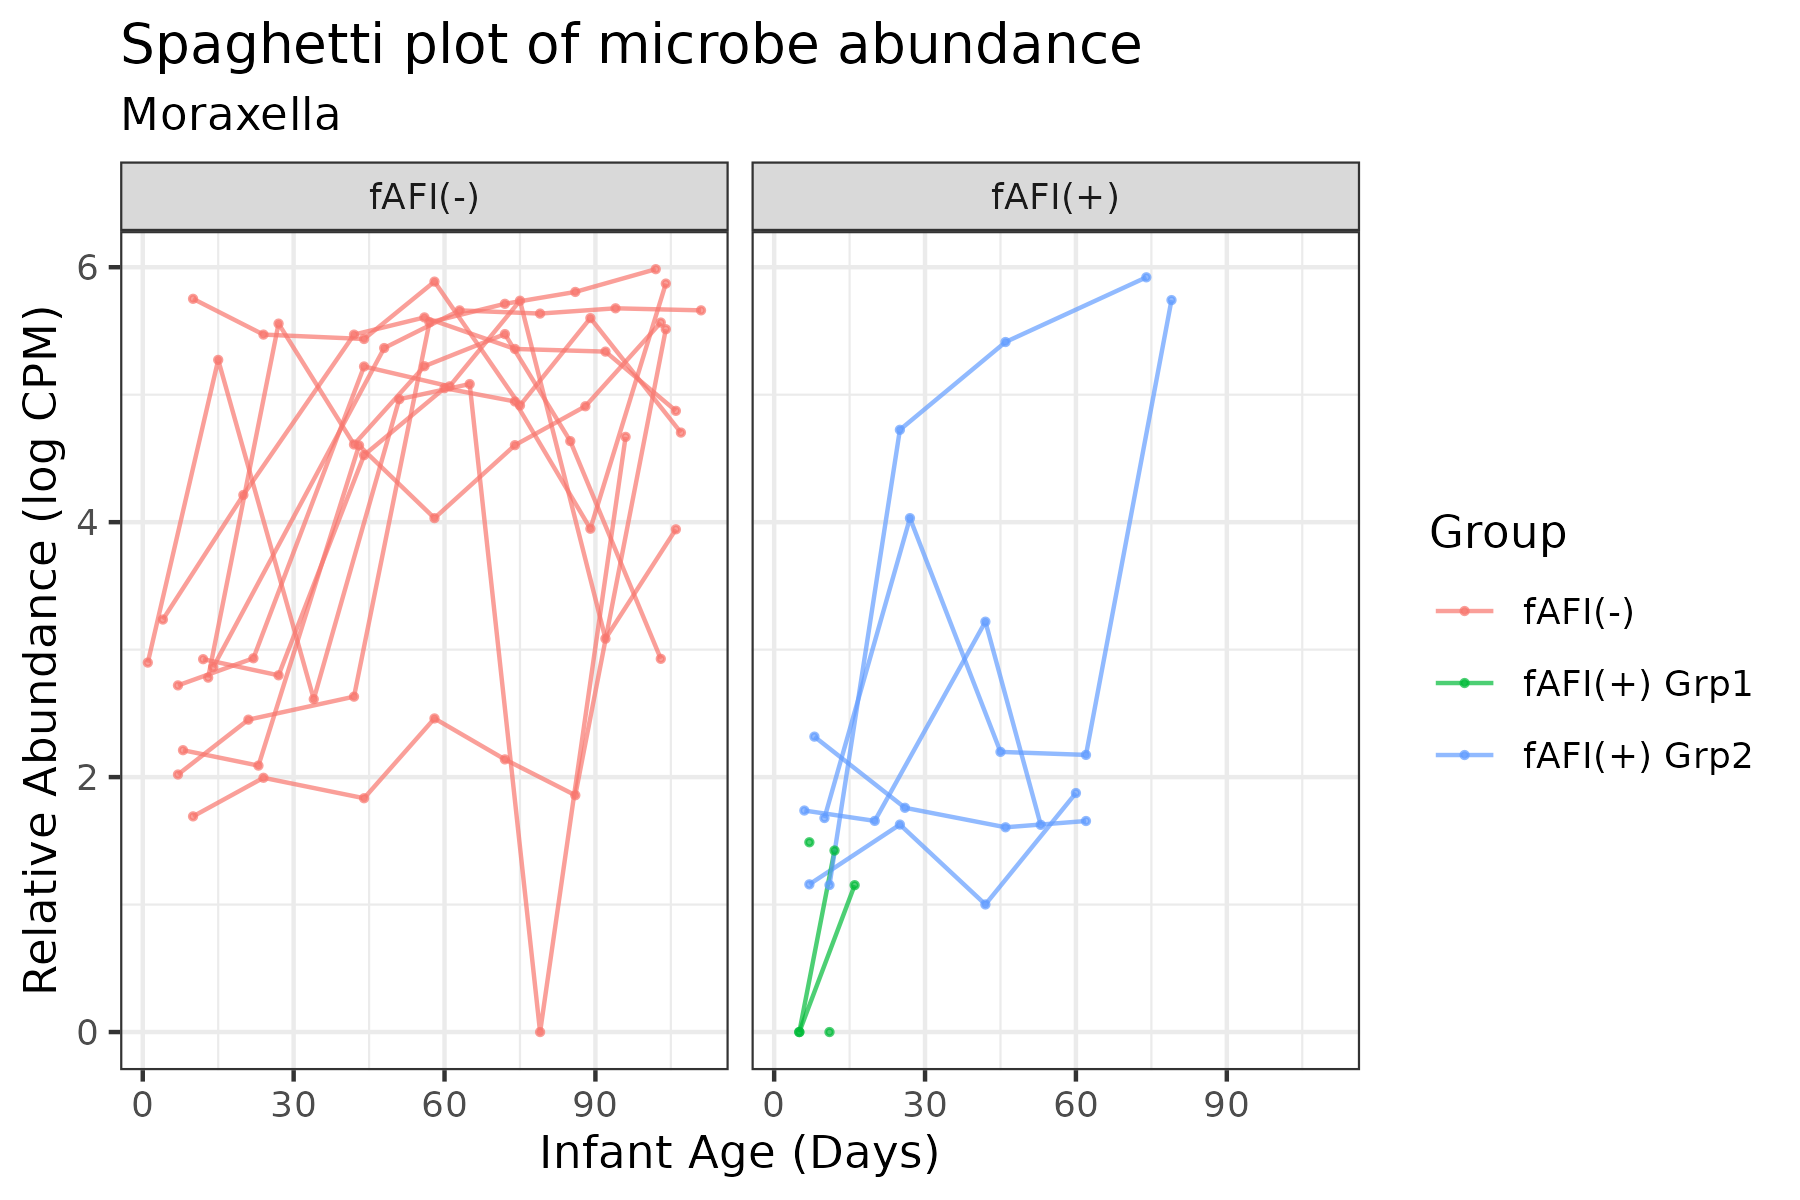 Spaghetti plot of microbe abundance
Moraxella
fAFI(-)
fAFI(+)
Relative Abundance (log CPM)
6
4
2
0
0 30 60 90
0 30 60 90
Infant Age (Days)
Group
fAFI(-)
fAFI(+) Grp1
fAFI(+) Grp2